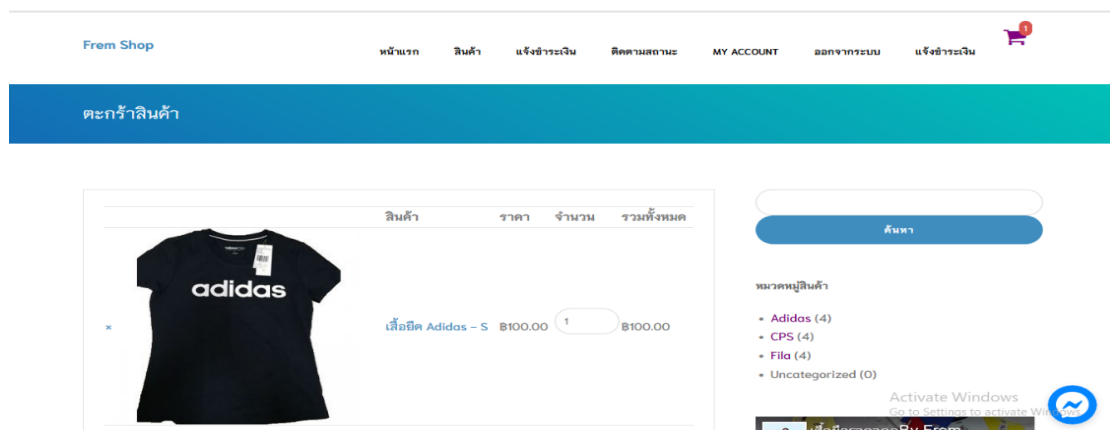 Frem Shop
หน้าแรก สินค้า แจ้งชำระเงิน ติดตามสถานะ MY ACCOUNT ออกจากระบบ แจ้งชำระเงิน 1
ตะกร้าสินค้า
สินค้า ราคา จำนวน รวมทั้งหมด
adidas
× เสื้อยืด Adidas – S ฿100.00 1 ฿100.00
ค้นหา
หมวดหมู่สินค้า
Adidas (4)
CPS (4)
Fila (4)
Uncategorized (0)
Activate Windows
Go to Settings to activate Windows
By Frem